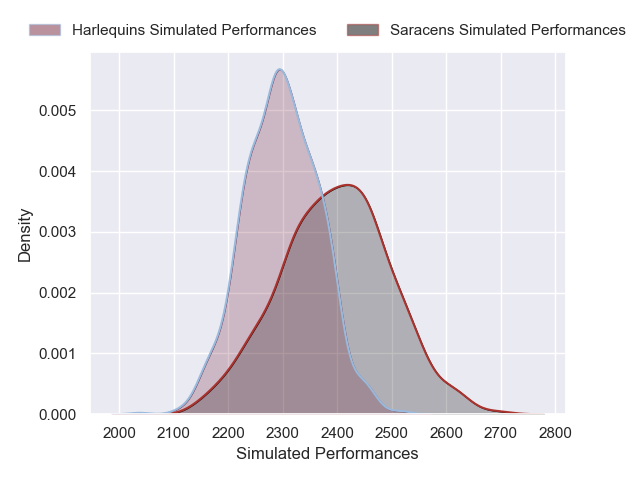 Harlequins Simulated Performances Saracens Simulated Performances
0.005
0.004
0.003
0.002
0.001
0.000
Density
2000 2100 2200 2300 2400 2500 2600 2700 2800
Simulated Performances